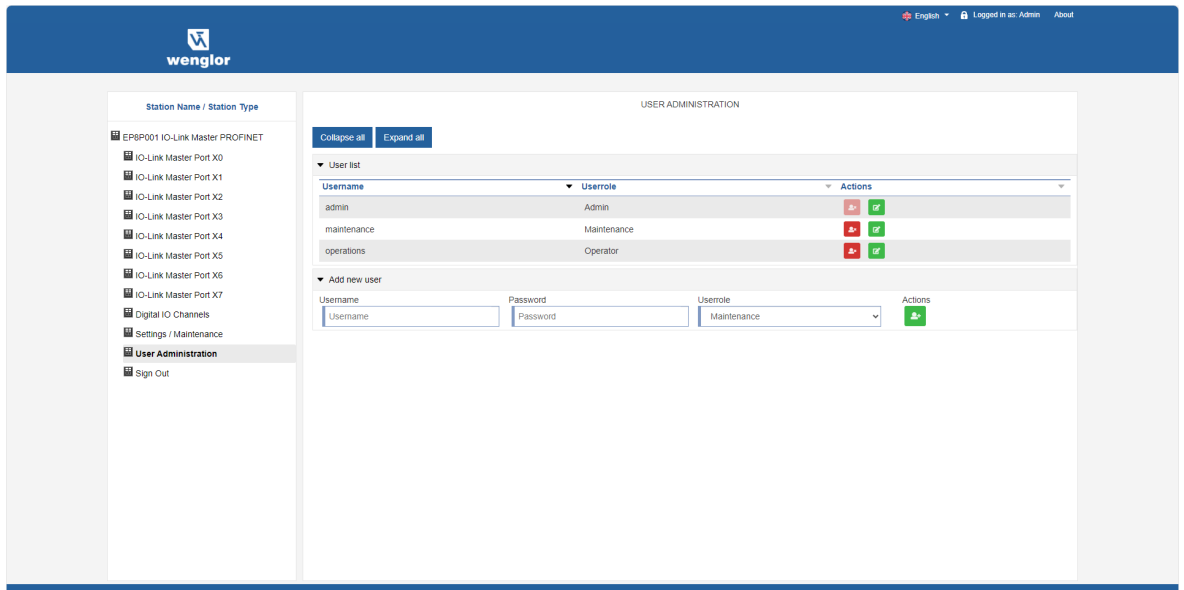 English
Logged in as: Admin
About
wenglor
Station Name / Station Type
EP8P001 IO-Link Master PROFINET
IO-Link Master Port X0
IO-Link Master Port X1
IO-Link Master Port X2
IO-Link Master Port X3
IO-Link Master Port X4
IO-Link Master Port X5
IO-Link Master Port X6
IO-Link Master Port X7
Digital IO Channels
Settings / Maintenance
User Administration
Sign Out
USER ADMINISTRATION
Collapse all
Expand all
User list
Username Userrole Actions
admin Admin
maintenance Maintenance
operations Operator
Add new user
Username Password Userrole Actions
Username Password Maintenance